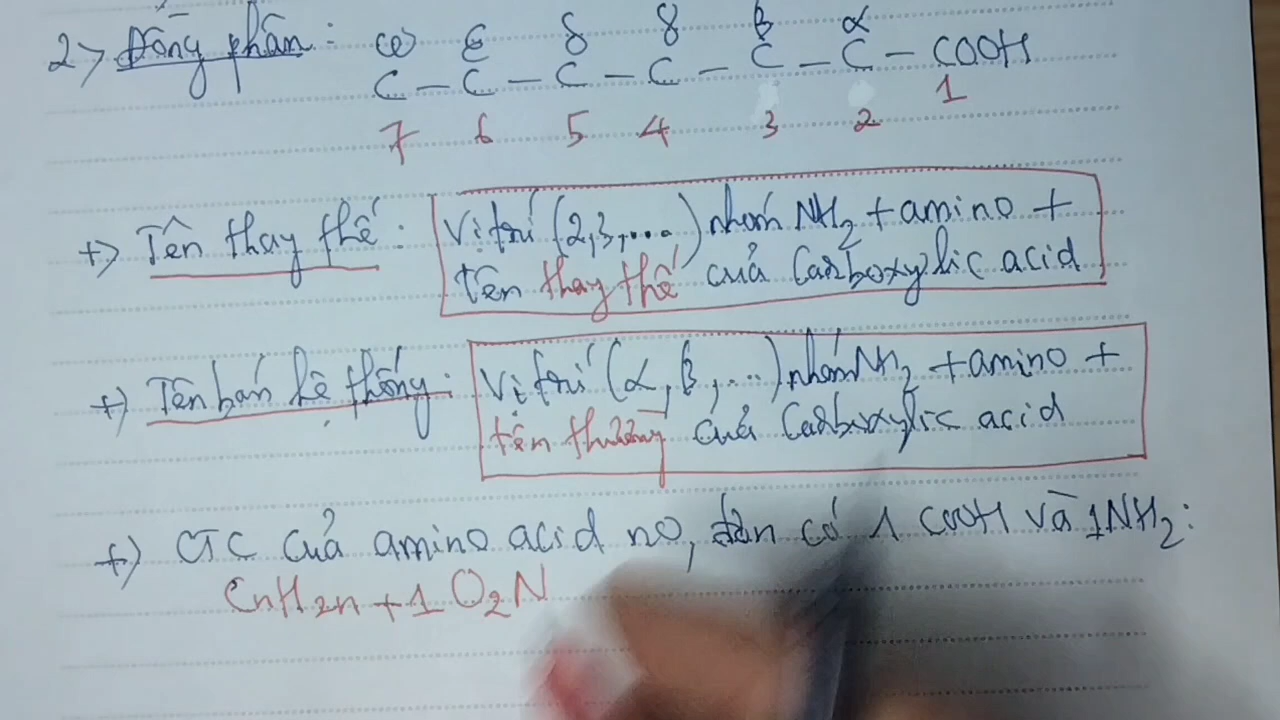 2> Đồng phân: ω ε δ γ β α
C – C – C – C – C – C – COOH
7 6 5 4 3 2 1
+> Tên thay thế: Vị trí (2,3,....) nhóm NH2 + amino +
tên thay thế của Carboxylic acid
+) Tên bán hệ thống: Vị trí (α, β, ...) nhóm NH2 + amino +
tên thường của Carboxylic acid
+) CTC của amino acid no, đơn có 1 COOH và 1NH2:
CnH2n+1O2N